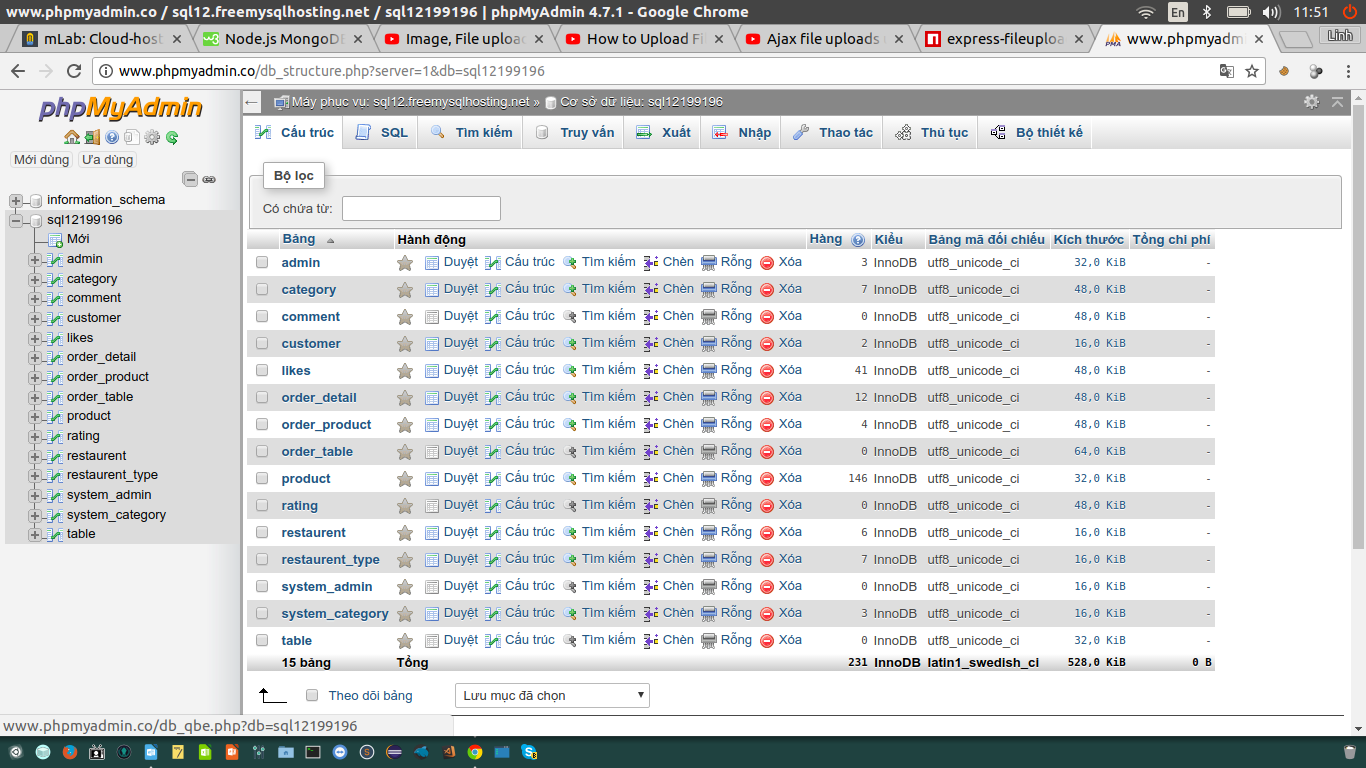 www.phpmyadmin.co / sql12.freemysqlhosting.net / sql12199196 | phpMyAdmin 4.7.1 - Google Chrome
En
11:51
mLab: Cloud-host
Node.js MongoDB
Image, File uploa
How to Upload Fi
Ajax file uploads
express-fileuploa
www.phpmyadm
Linh
www.phpmyadmin.co/db_structure.php?server=1&db=sql12199196
phpMyAdmin
Mới dùng
Ưa dùng
information_schema
sql12199196
Mới
admin
category
comment
customer
likes
order_detail
order_product
order_table
product
rating
restaurent
restaurent_type
system_admin
system_category
table
Máy phục vụ: sql12.freemysqlhosting.net » Cơ sở dữ liệu: sql12199196
Cấu trúc SQL Tìm kiếm Truy vấn Xuất Nhập Thao tác Thủ tục Bộ thiết kế
Bộ lọc
Có chứa từ:
Bảng Hành động Hàng Kiểu Bảng mã đối chiếu Kích thước Tổng chi phí
admin Duyệt Cấu trúc Tìm kiếm Chèn Rỗng Xóa 3 InnoDB utf8_unicode_ci 32,0 KiB -
category Duyệt Cấu trúc Tìm kiếm Chèn Rỗng Xóa 7 InnoDB utf8_unicode_ci 48,0 KiB -
comment Duyệt Cấu trúc Tìm kiếm Chèn Rỗng Xóa 0 InnoDB utf8_unicode_ci 48,0 KiB -
customer Duyệt Cấu trúc Tìm kiếm Chèn Rỗng Xóa 2 InnoDB utf8_unicode_ci 16,0 KiB -
likes Duyệt Cấu trúc Tìm kiếm Chèn Rỗng Xóa 41 InnoDB utf8_unicode_ci 48,0 KiB -
order_detail Duyệt Cấu trúc Tìm kiếm Chèn Rỗng Xóa 12 InnoDB utf8_unicode_ci 48,0 KiB -
order_product Duyệt Cấu trúc Tìm kiếm Chèn Rỗng Xóa 4 InnoDB utf8_unicode_ci 48,0 KiB -
order_table Duyệt Cấu trúc Tìm kiếm Chèn Rỗng Xóa 0 InnoDB utf8_unicode_ci 64,0 KiB -
product Duyệt Cấu trúc Tìm kiếm Chèn Rỗng Xóa 146 InnoDB utf8_unicode_ci 32,0 KiB -
rating Duyệt Cấu trúc Tìm kiếm Chèn Rỗng Xóa 0 InnoDB utf8_unicode_ci 48,0 KiB -
restaurent Duyệt Cấu trúc Tìm kiếm Chèn Rỗng Xóa 6 InnoDB utf8_unicode_ci 16,0 KiB -
restaurent_type Duyệt Cấu trúc Tìm kiếm Chèn Rỗng Xóa 7 InnoDB utf8_unicode_ci 16,0 KiB -
system_admin Duyệt Cấu trúc Tìm kiếm Chèn Rỗng Xóa 0 InnoDB utf8_unicode_ci 16,0 KiB -
system_category Duyệt Cấu trúc Tìm kiếm Chèn Rỗng Xóa 3 InnoDB utf8_unicode_ci 16,0 KiB -
table Duyệt Cấu trúc Tìm kiếm Chèn Rỗng Xóa 0 InnoDB utf8_unicode_ci 32,0 KiB -
15 bảng Tổng 231 InnoDB latin1_swedish_ci 528,0 KiB 0 B
Theo dõi bảng
Lưu mục đã chọn
www.phpmyadmin.co/db_qbe.php?db=sql12199196